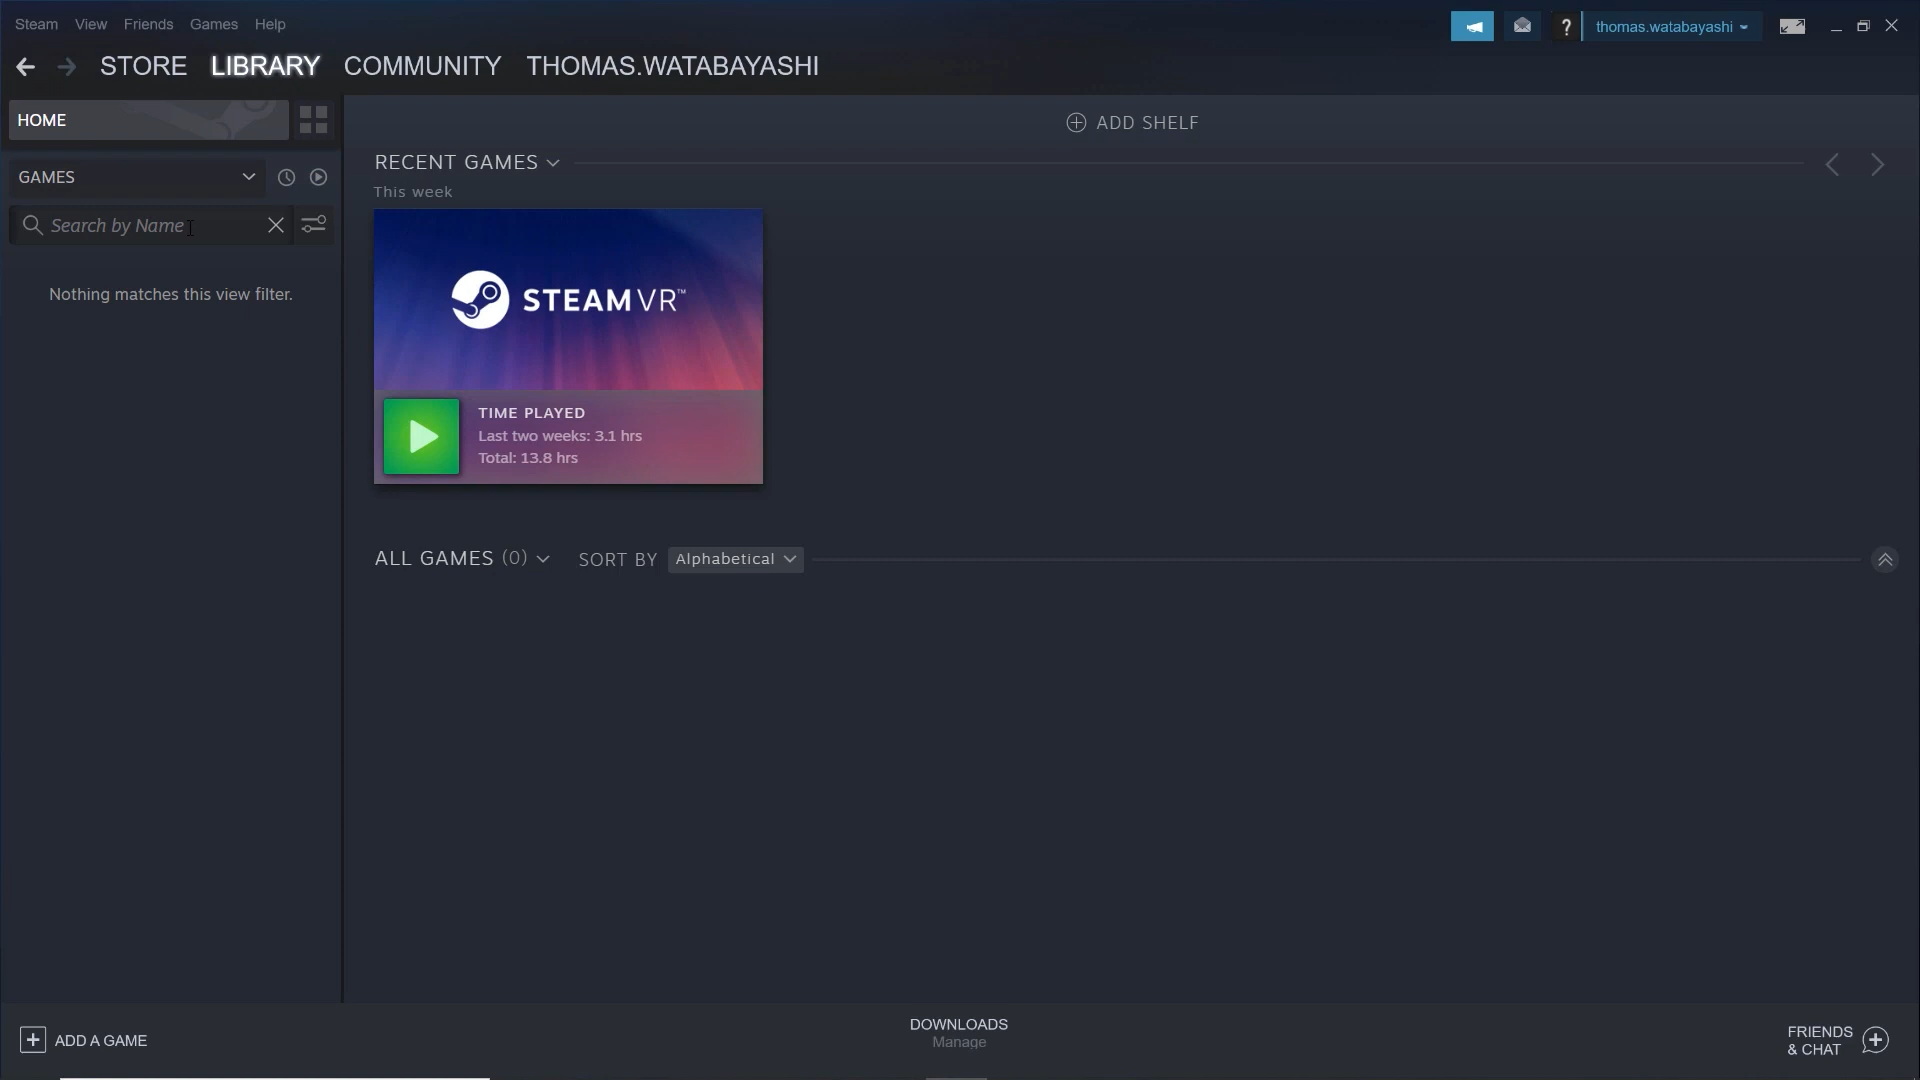 Steam View Friends Games Help
? thomas.watabayashi
STORE LIBRARY COMMUNITY THOMAS.WATABAYASHI
HOME
GAMES
Search by Name
Nothing matches this view filter.
ADD SHELF
RECENT GAMES
This week
STEAMVR™
TIME PLAYED
Last two weeks: 3.1 hrs
Total: 13.8 hrs
ALL GAMES (0) SORT BY Alphabetical
ADD A GAME
DOWNLOADS
Manage
FRIENDS
& CHAT